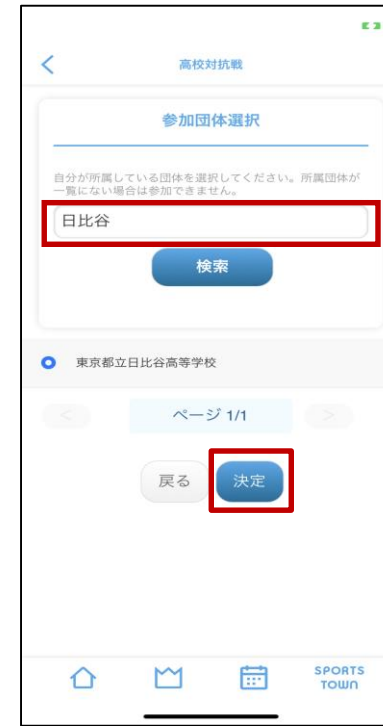 高校対抗戦
参加団体選択
自分が所属している団体を選択してください。所属団体が
一覧にない場合は参加できません。
日比谷
検索
東京都立日比谷高等学校
< ページ 1/1 >
戻る 決定
SPORTS
TOWN